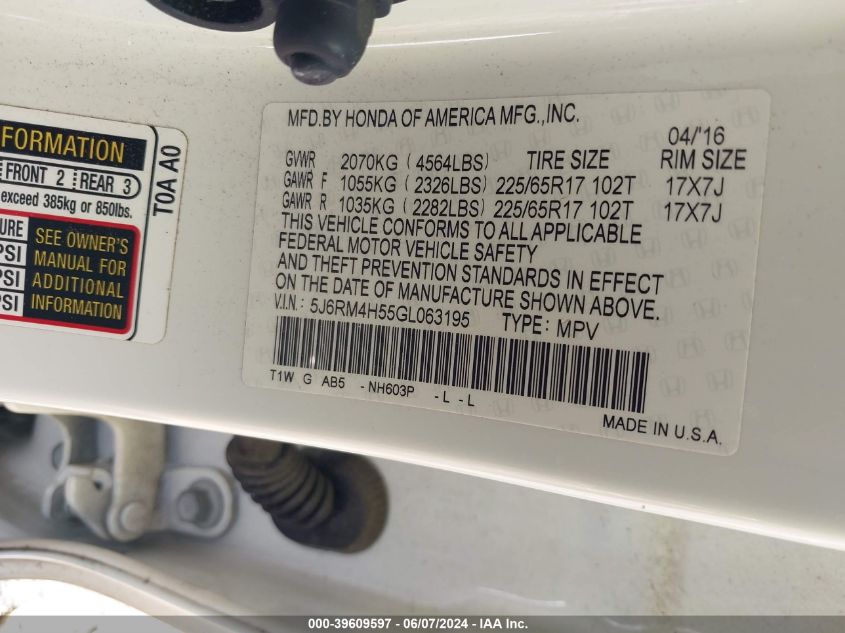 FORMATION
FRONT 2 REAR 3
exceed 385kg or 850lbs.
SEE OWNER'S
MANUAL FOR
ADDITIONAL
INFORMATION
PSI
PSI
PSI
T0A A0
MFD.BY HONDA OF AMERICA MFG.,INC.
04/'16
GVWR 2070KG ( 4564LBS) TIRE SIZE RIM SIZE
GAWR F 1055KG ( 2326LBS) 225/65R17 102T 17X7J
GAWR R 1035KG ( 2282LBS) 225/65R17 102T 17X7J
THIS VEHICLE CONFORMS TO ALL APPLICABLE
FEDERAL MOTOR VEHICLE SAFETY
AND THEFT PREVENTION STANDARDS IN EFFECT
ON THE DATE OF MANUFACTURE SHOWN ABOVE.
V.I.N: 5J6RM4H55GL063195 TYPE: MPV
T1W G AB5 -NH603P -L -L
MADE IN U.S.A.
000-39609597 - 06/07/2024 - IAA Inc.